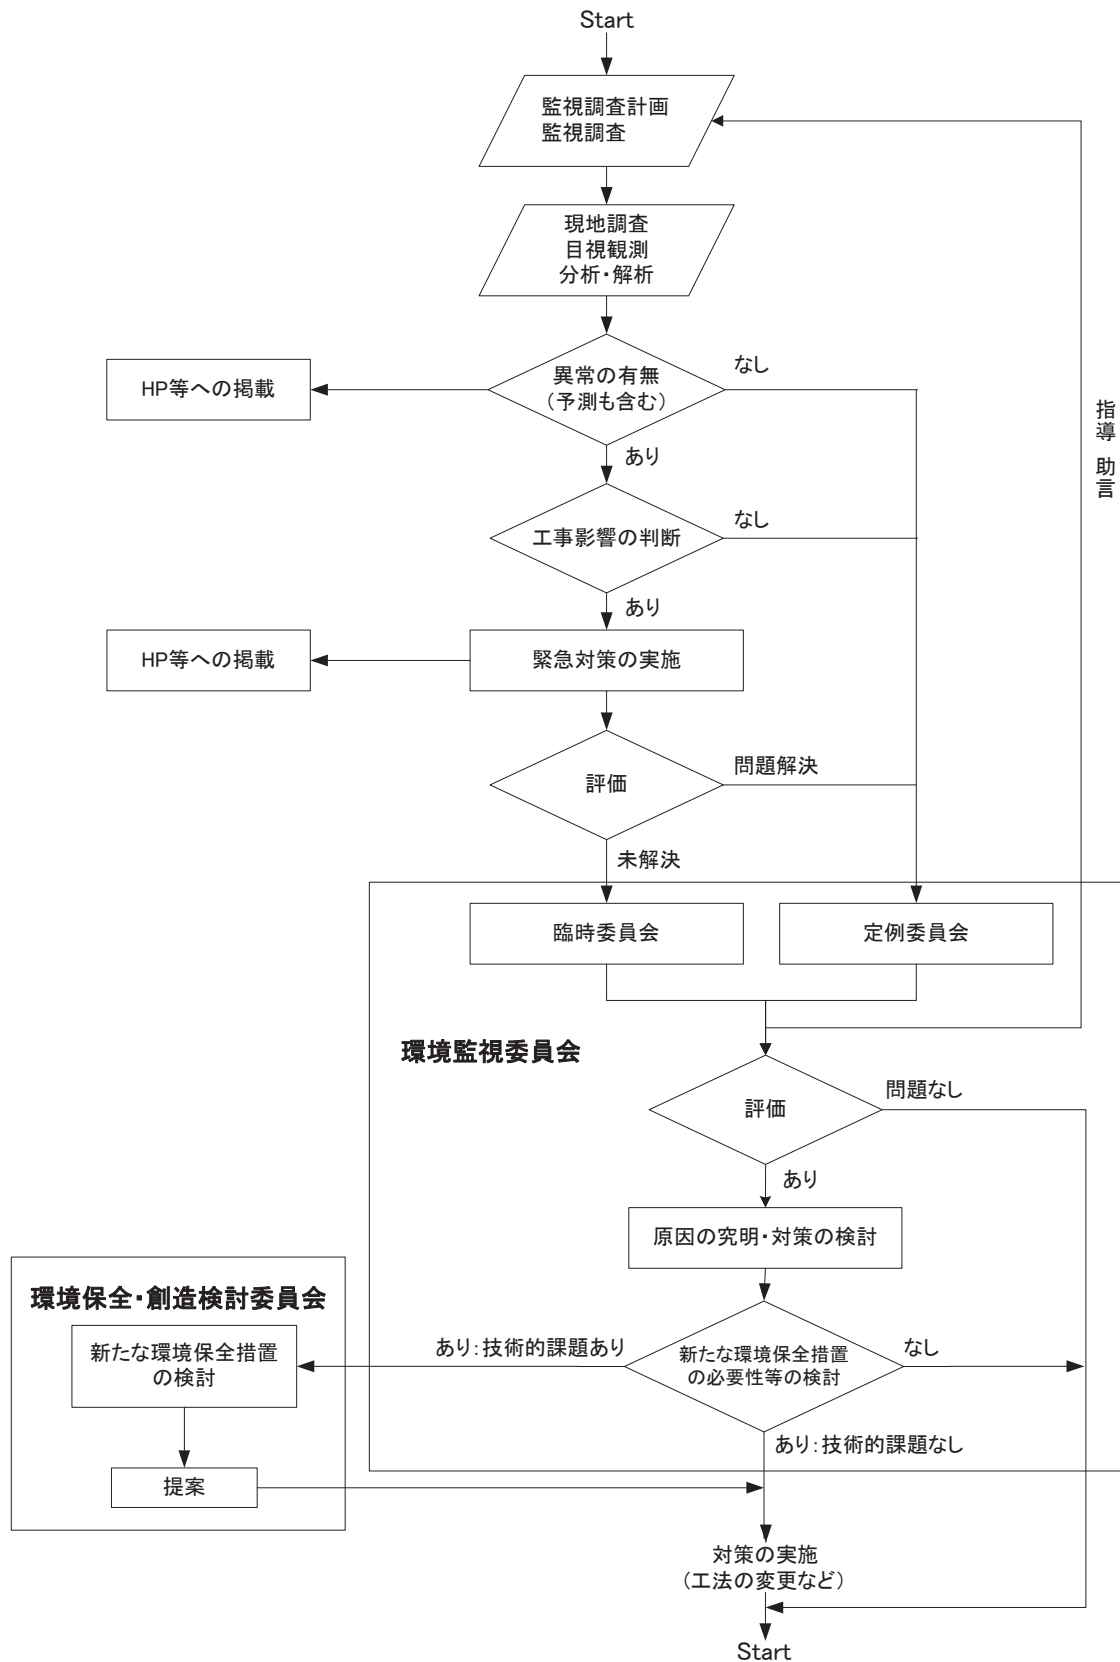 Start
監視調査計画
監視調査
現地調査
目視観測
分析・解析
HP等への掲載
異常の有無
(予測も含む)
なし
あり
指導 助言
工事影響の判断
なし
あり
HP等への掲載
緊急対策の実施
評価
問題解決
未解決
臨時委員会
定例委員会
環境監視委員会
評価
問題なし
あり
原因の究明・対策の検討
環境保全・創造検討委員会
新たな環境保全措置
の検討
あり:技術的課題あり
新たな環境保全措置
の必要性等の検討
なし
あり:技術的課題なし
提案
対策の実施
(工法の変更など)
Start